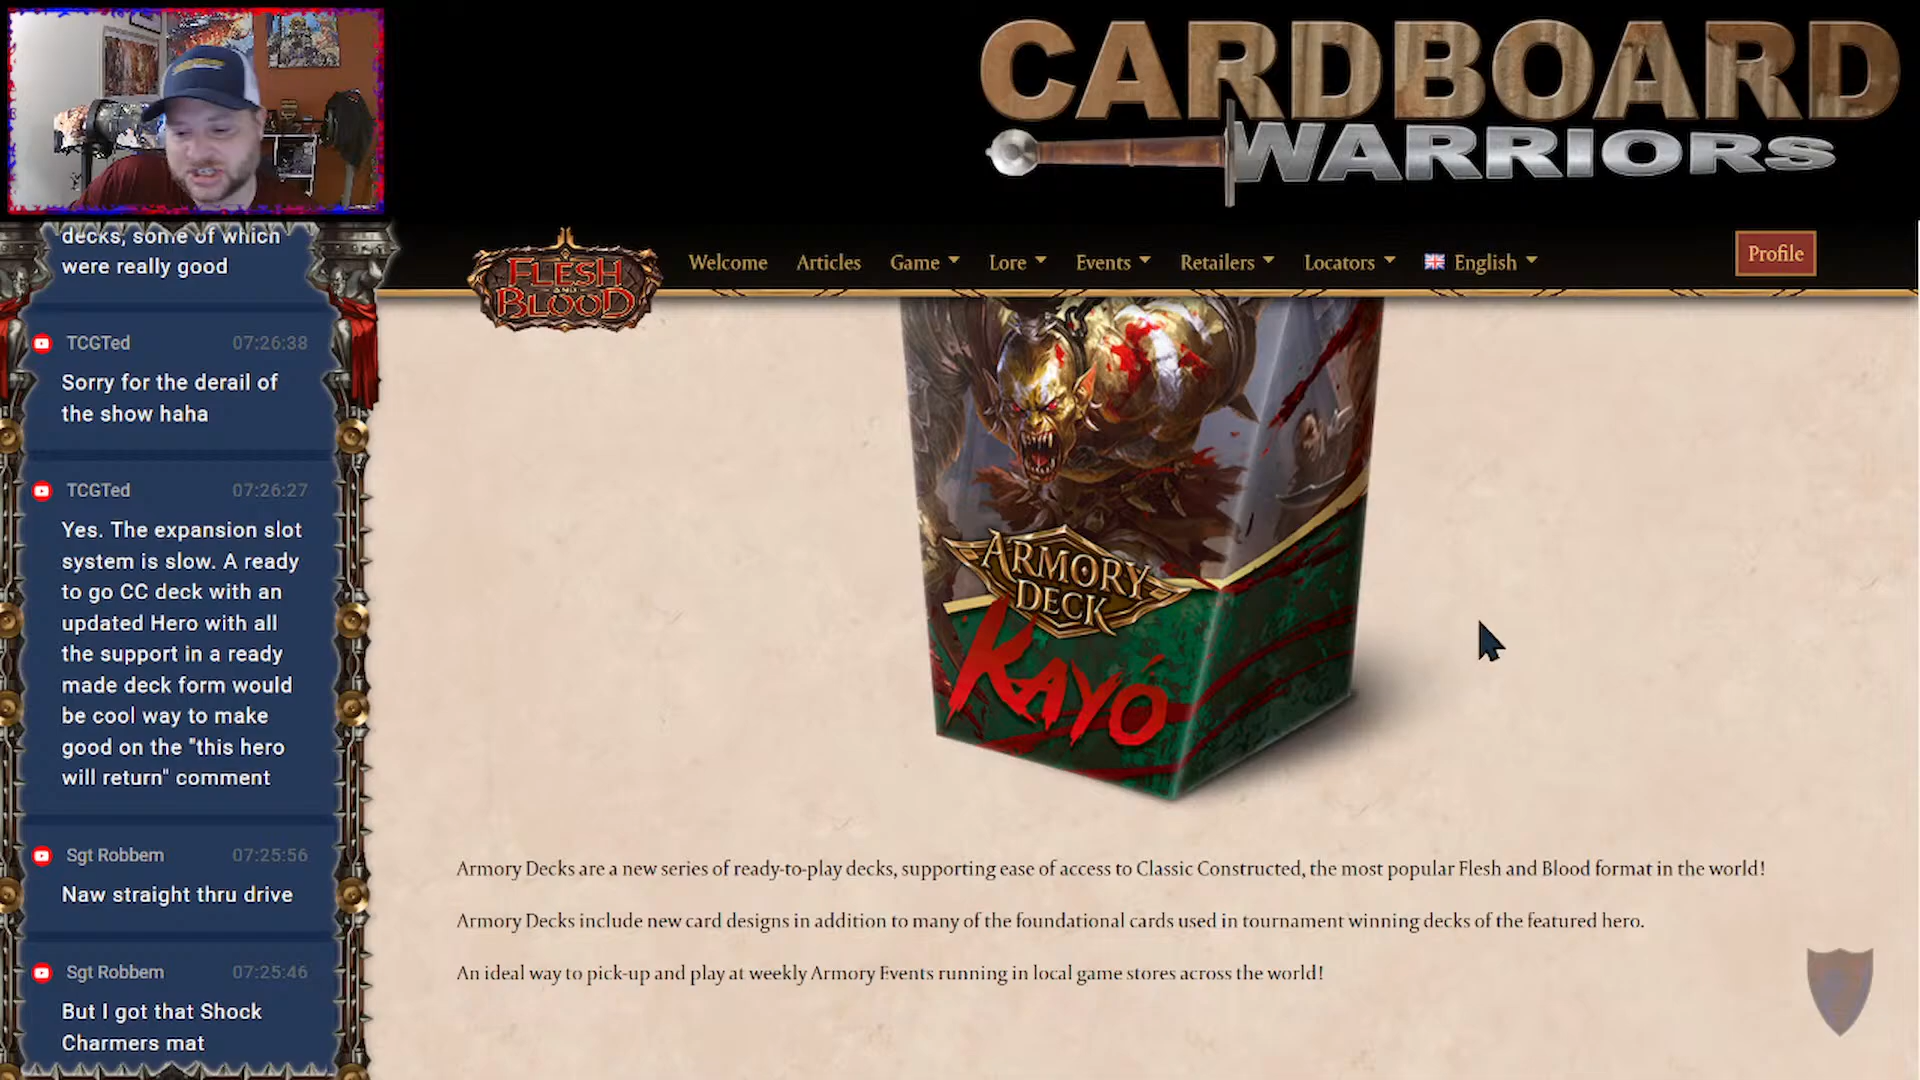 CARDBOARD
WARRIORS
FLESH
AND
BLOOD
Welcome
Articles
Game
Lore
Events
Retailers
Locators
English
Profile
decks, some of which
were really good
TCGTed 07:26:38
Sorry for the derail of
the show haha
TCGTed 07:26:27
Yes. The expansion slot
system is slow. A ready
to go CC deck with an
updated Hero with all
the support in a ready
made deck form would
be cool way to make
good on the "this hero
will return" comment
Sgt Robbem 07:25:56
Naw straight thru drive
Sgt Robbem 07:25:46
But I got that Shock
Charmers mat
ARMORY
DECK
KAYÓ
Armory Decks are a new series of ready-to-play decks, supporting ease of access to Classic Constructed, the most popular Flesh and Blood format in the world!
Armory Decks include new card designs in addition to many of the foundational cards used in tournament winning decks of the featured hero.
An ideal way to pick-up and play at weekly Armory Events running in local game stores across the world!